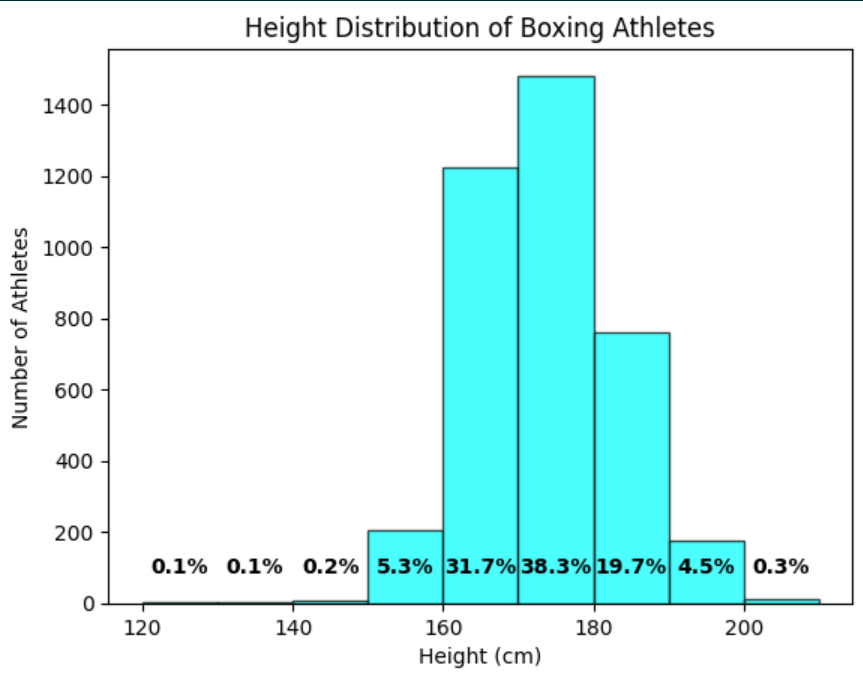 Height Distribution of Boxing Athletes
Number of Athletes
1400
1200
1000
800
600
400
200
0
0.1% 0.1% 0.2% 5.3% 31.7% 38.3% 19.7% 4.5% 0.3%
120 140 160 180 200
Height (cm)